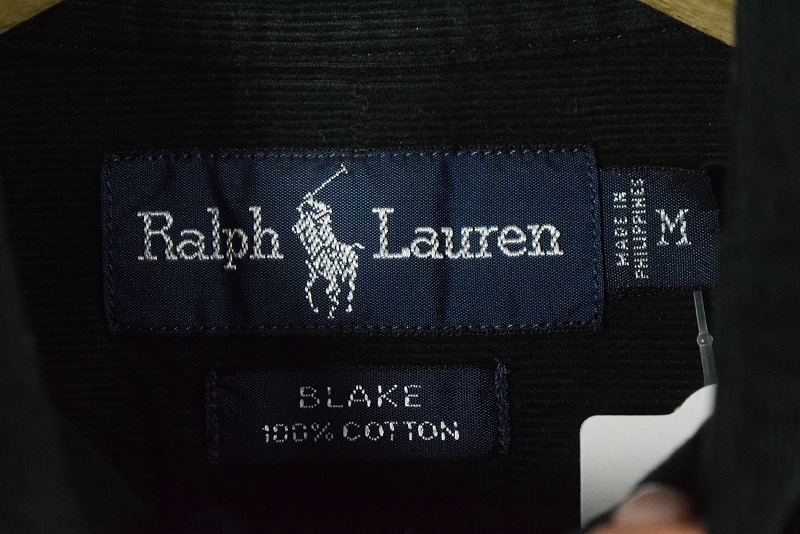 Ralph Lauren
MADE IN
PHILIPPINES
M
BLAKE
100% COTTON